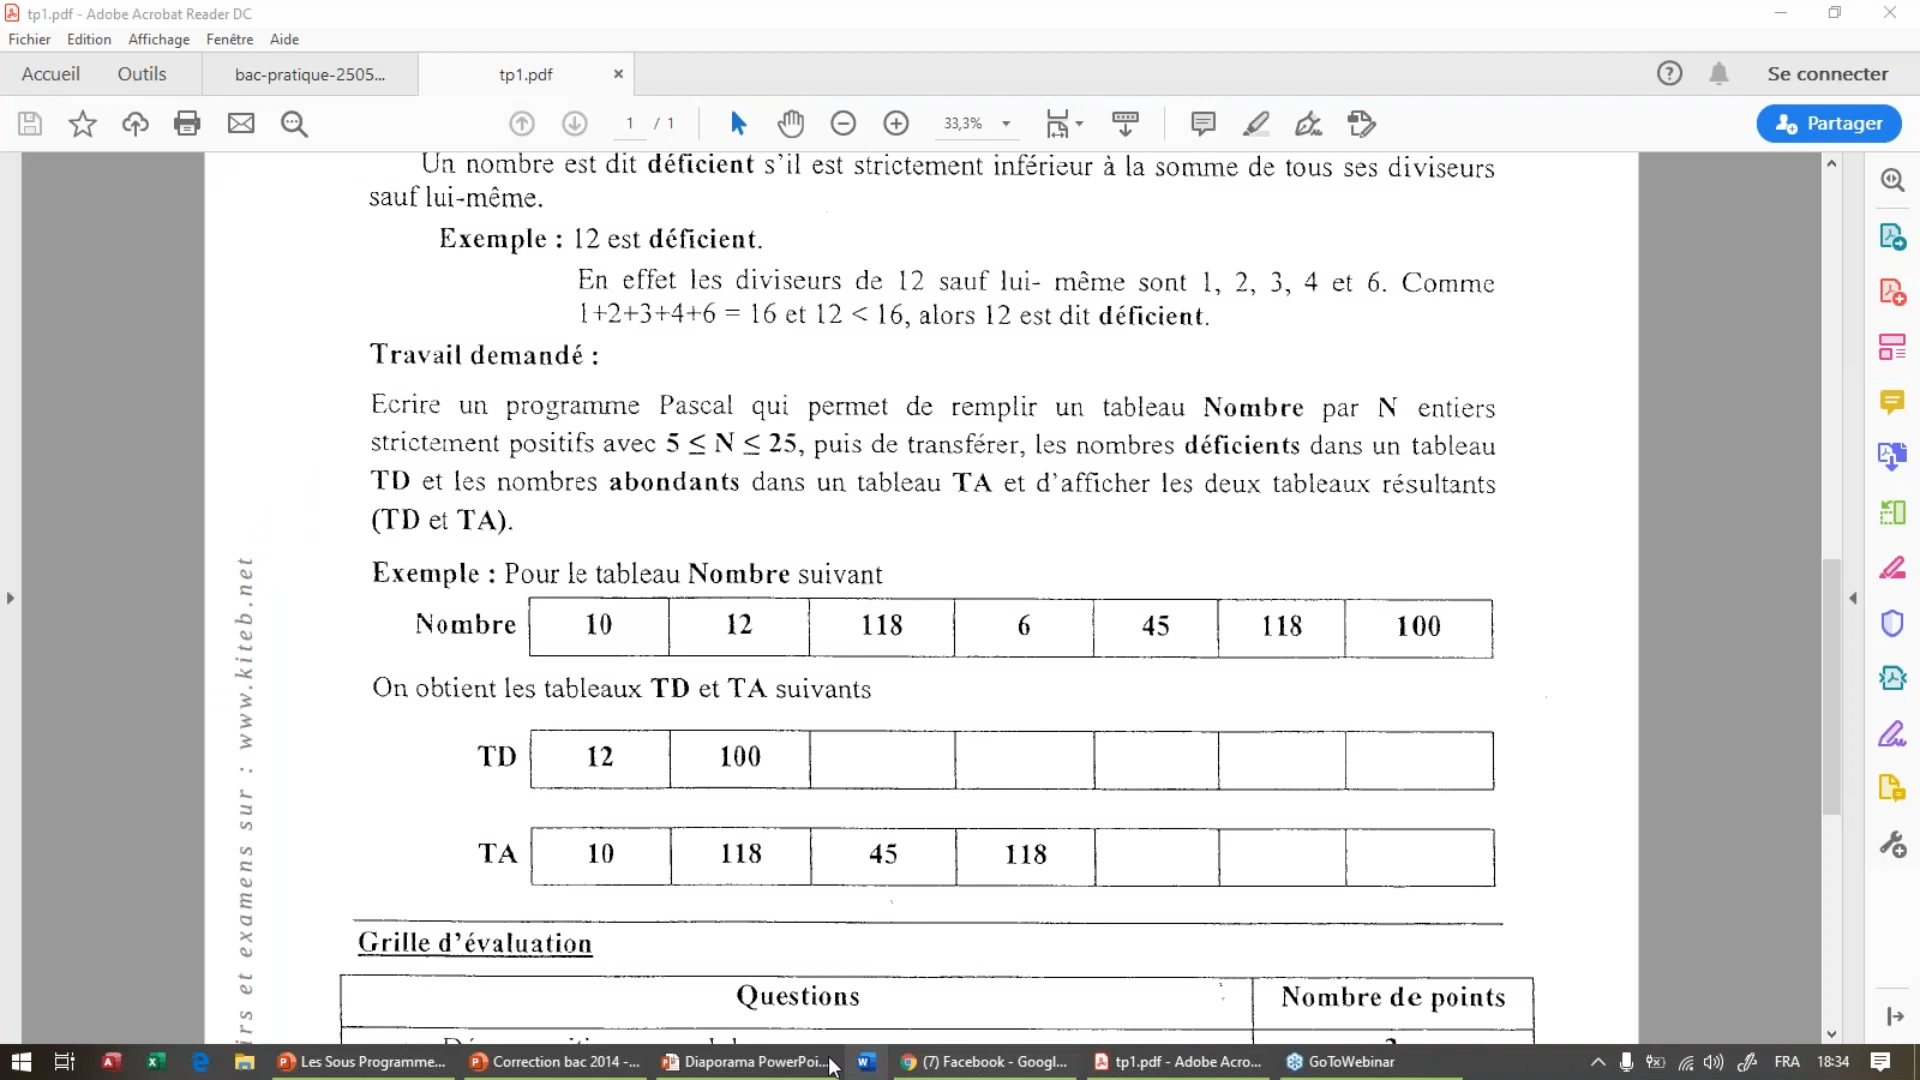 tp1.pdf - Adobe Acrobat Reader DC
Fichier Edition Affichage Fenêtre Aide
Accueil Outils bac-pratique-2505... tp1.pdf × Se connecter
1 / 1 33,3% Partager
Un nombre est dit déficient s'il est strictement inférieur à la somme de tous ses diviseurs
sauf lui-même.
Exemple : 12 est déficient.
En effet les diviseurs de 12 sauf lui- même sont 1, 2, 3, 4 et 6. Comme
1+2+3+4+6 = 16 et 12 < 16, alors 12 est dit déficient.
Travail demandé :
Ecrire un programme Pascal qui permet de remplir un tableau Nombre par N entiers
strictement positifs avec 5 ≤ N ≤ 25, puis de transférer, les nombres déficients dans un tableau
TD et les nombres abondants dans un tableau TA et d'afficher les deux tableaux résultants
(TD et TA).
Exemple : Pour le tableau Nombre suivant
Nombre 10 12 118 6 45 118 100
On obtient les tableaux TD et TA suivants
TD 12 100
TA 10 118 45 118
Grille d'évaluation
Questions Nombre de points
irs et examens sur : www.kiteb.net
Les Sous Programme... Correction bac 2014 -... Diaporama PowerPoi... (7) Facebook - Googl... tp1.pdf - Adobe Acro... GoToWebinar FRA 18:34